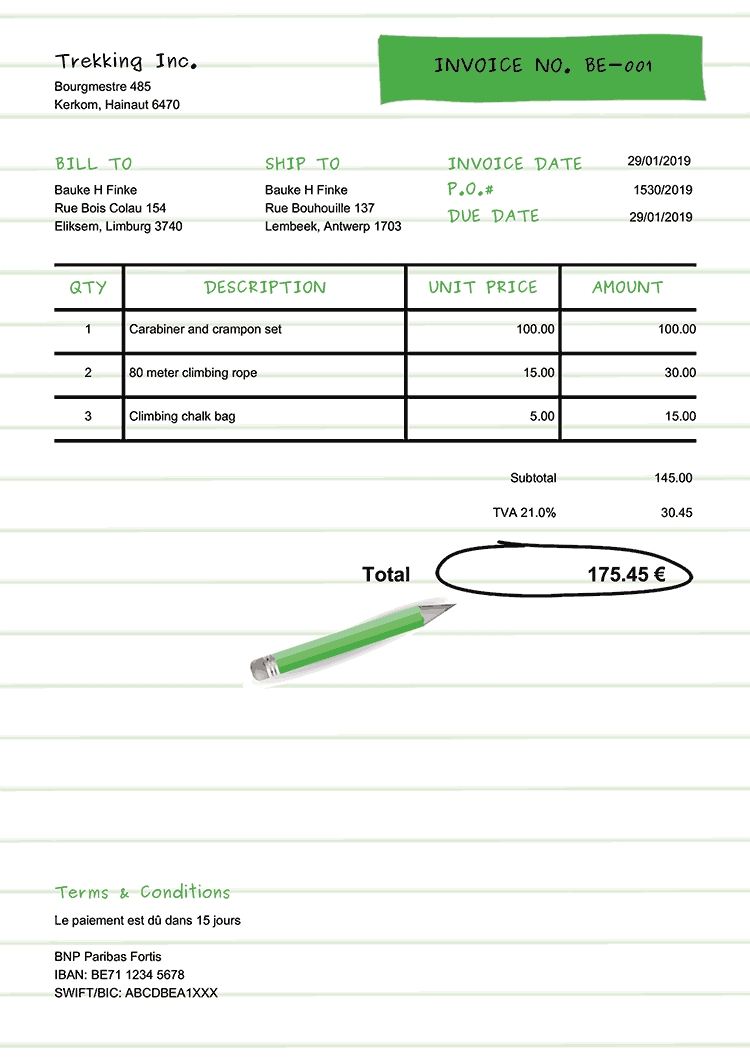 Trekking Inc.
Bourgmestre 485
Kerkom, Hainaut 6470
INVOICE NO. BE-001
BILL TO
Bauke H Finke
Rue Bois Colau 154
Eliksem, Limburg 3740
SHIP TO
Bauke H Finke
Rue Bouhouille 137
Lembeek, Antwerp 1703
INVOICE DATE 29/01/2019
P.O.# 1530/2019
DUE DATE 29/01/2019
QTY DESCRIPTION UNIT PRICE AMOUNT
1 Carabiner and crampon set 100.00 100.00
2 80 meter climbing rope 15.00 30.00
3 Climbing chalk bag 5.00 15.00
Subtotal 145.00
TVA 21.0% 30.45
Total 175.45 €
Terms & Conditions
Le paiement est dû dans 15 jours
BNP Paribas Fortis
IBAN: BE71 1234 5678
SWIFT/BIC: ABCDBEA1XXX